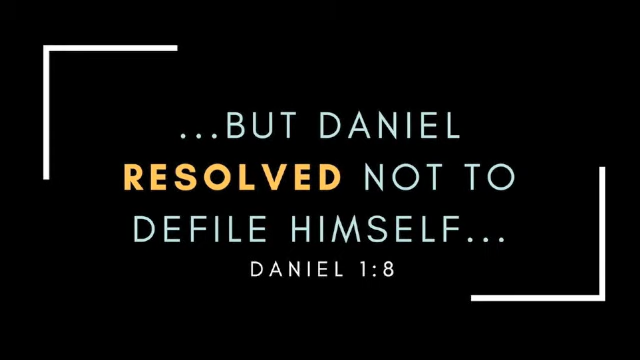 ...BUT DANIEL
RESOLVED NOT TO
DEFILE HIMSELF...
DANIEL 1:8